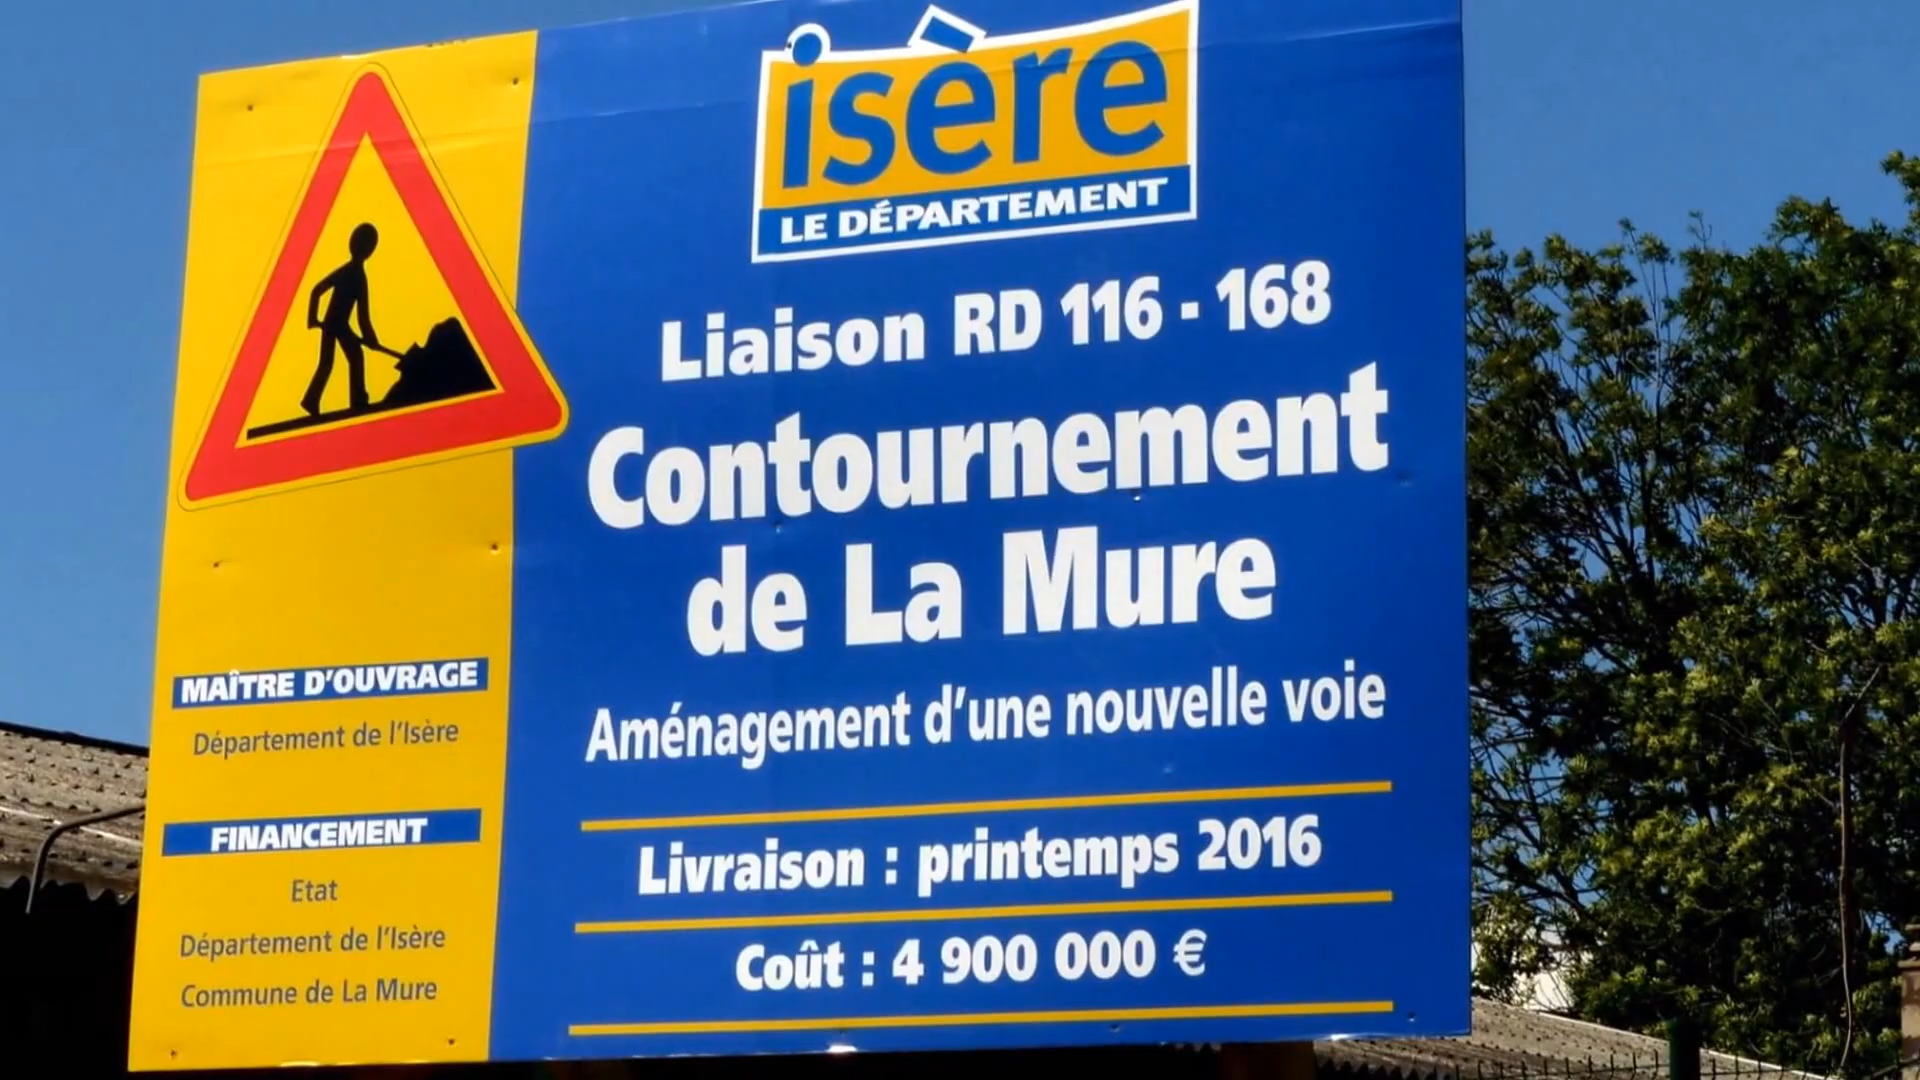 isère
LE DÉPARTEMENT
Liaison RD 116 - 168
Contournement
de La Mure
Aménagement d'une nouvelle voie
Livraison : printemps 2016
Coût : 4 900 000 €
MAÎTRE D'OUVRAGE
Département de l'Isère
FINANCEMENT
Etat
Département de l'Isère
Commune de La Mure